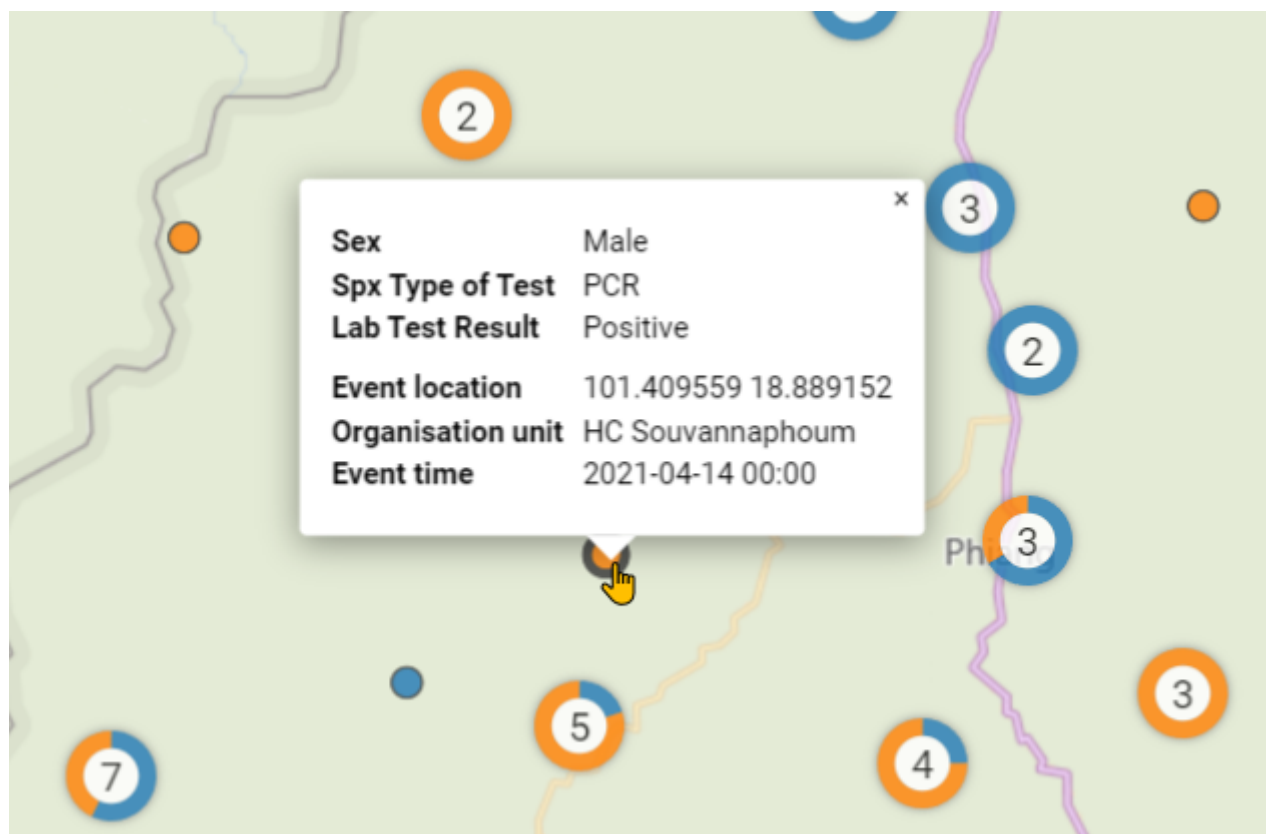 2
×
Sex Male
Spx Type of Test PCR
Lab Test Result Positive
Event location 101.409559 18.889152
Organisation unit HC Souvannaphoum
Event time 2021-04-14 00:00
3
2
3
5
3
4
7